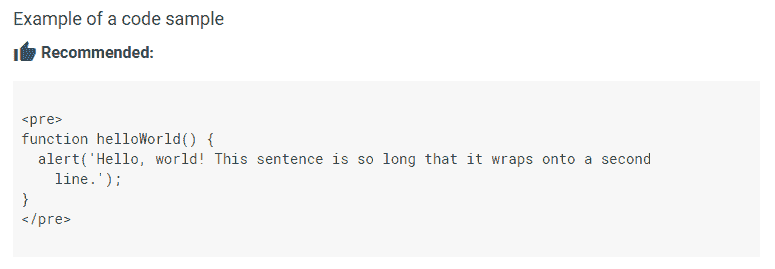 Example of a code sample
Recommended:
<pre>
function helloWorld() {
  alert('Hello, world! This sentence is so long that it wraps onto a second
    line.');
}
</pre>